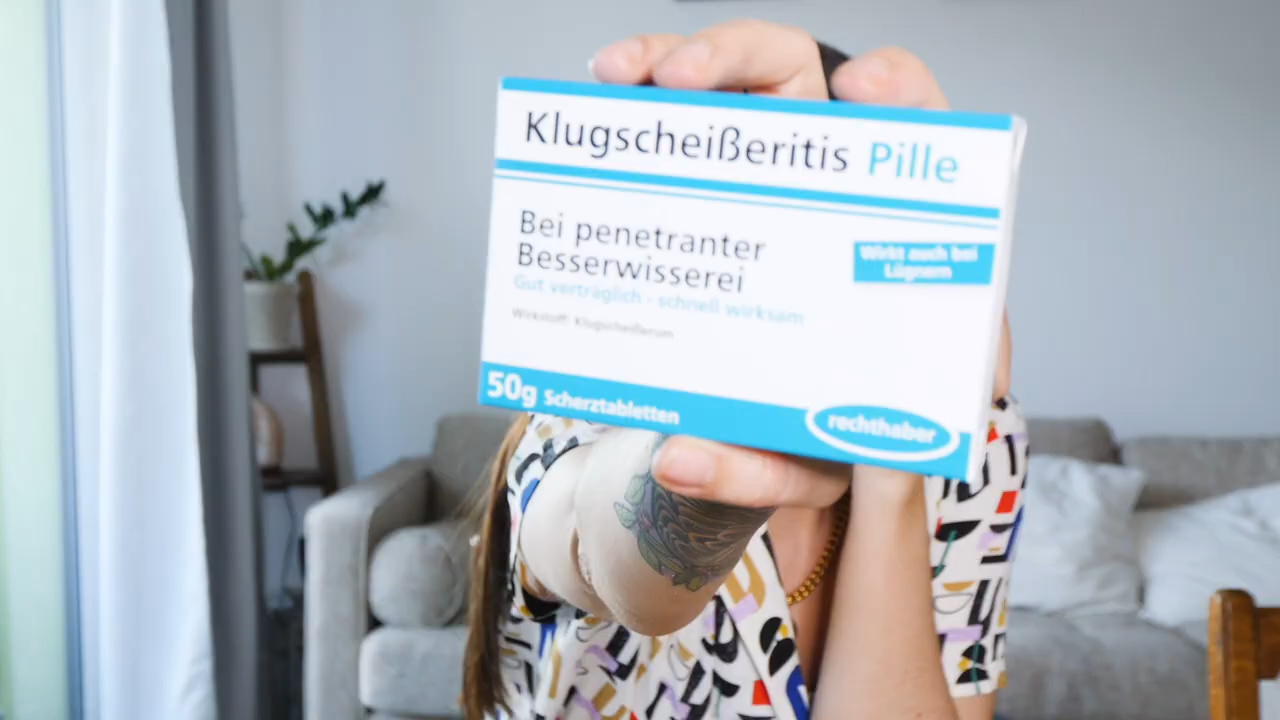 Klugscheißeritis Pille
Bei penetranter
Besserwisserei
Wirkt auch bei
Lügnern
Gut verträglich - schnell wirksam
Wirkstoff: Klugscheißerum
50g Scherztabletten
rechthaber